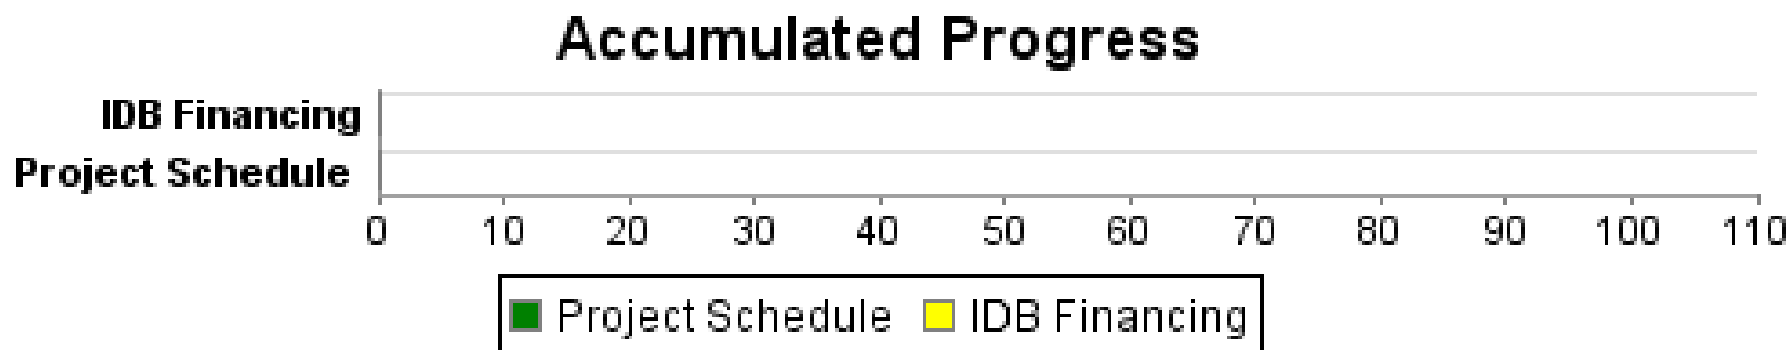 Accumulated Progress
IDB Financing
Project Schedule
0 10 20 30 40 50 60 70 80 90 100 110
Project Schedule IDB Financing